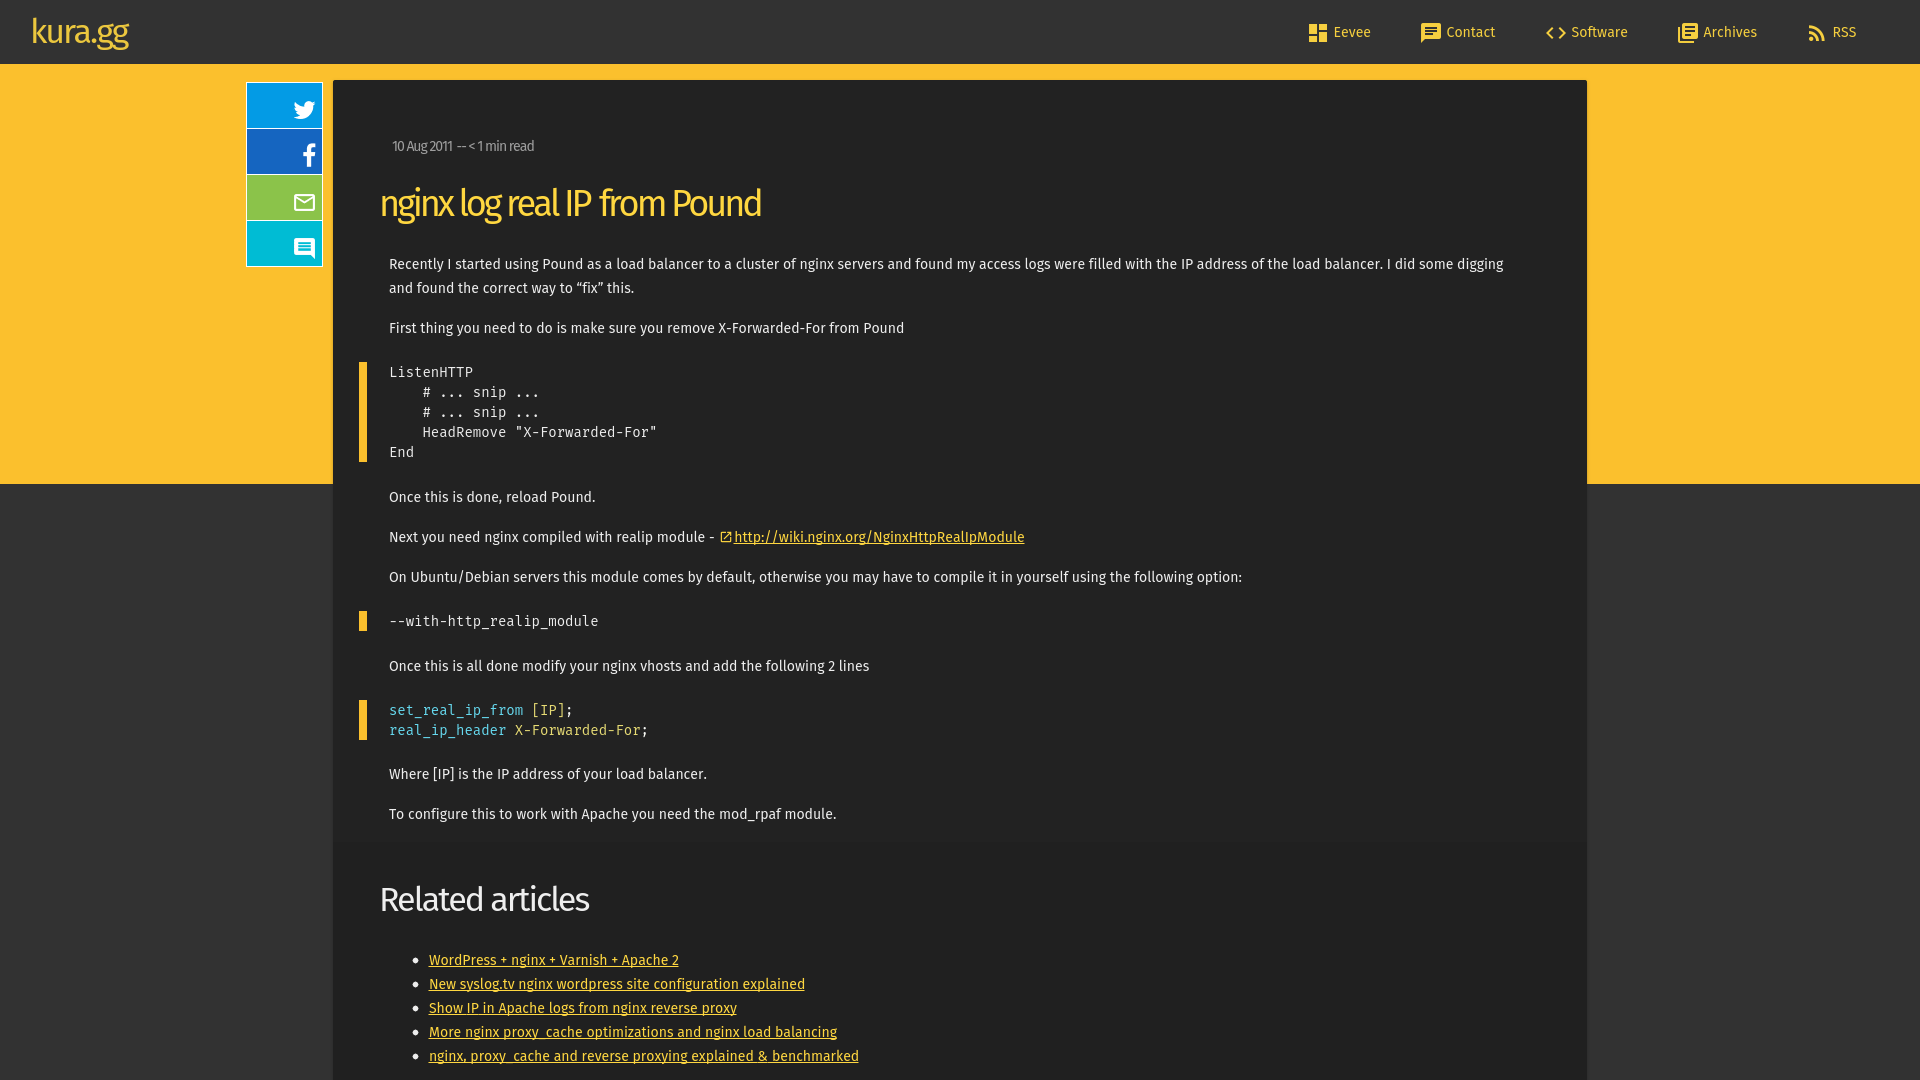 kura.gg
Eevee
Contact
Software
Archives
RSS
10 Aug 2011 -- < 1 min read
nginx log real IP from Pound
Recently I started using Pound as a load balancer to a cluster of nginx servers and found my access logs were filled with the IP address of the load balancer. I did some digging
and found the correct way to “fix” this.
First thing you need to do is make sure you remove X-Forwarded-For from Pound
ListenHTTP
    # ... snip ...
    # ... snip ...
    HeadRemove "X-Forwarded-For"
End
Once this is done, reload Pound.
Next you need nginx compiled with realip module - http://wiki.nginx.org/NginxHttpRealIpModule
On Ubuntu/Debian servers this module comes by default, otherwise you may have to compile it in yourself using the following option:
--with-http_realip_module
Once this is all done modify your nginx vhosts and add the following 2 lines
set_real_ip_from [IP];
real_ip_header X-Forwarded-For;
Where [IP] is the IP address of your load balancer.
To configure this to work with Apache you need the mod_rpaf module.
Related articles
• WordPress + nginx + Varnish + Apache 2
• New syslog.tv nginx wordpress site configuration explained
• Show IP in Apache logs from nginx reverse proxy
• More nginx proxy_cache optimizations and nginx load balancing
• nginx, proxy_cache and reverse proxying explained & benchmarked